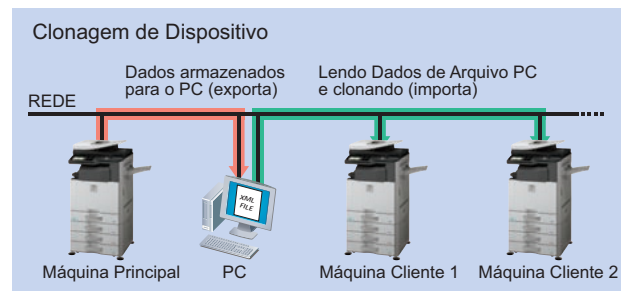 Clonagem de Dispositivo
Dados armazenados
para o PC (exporta)
Lendo Dados de Arquivo PC
e clonando (importa)
REDE
XML
FILE
Máquina Principal
PC
Máquina Cliente 1
Máquina Cliente 2